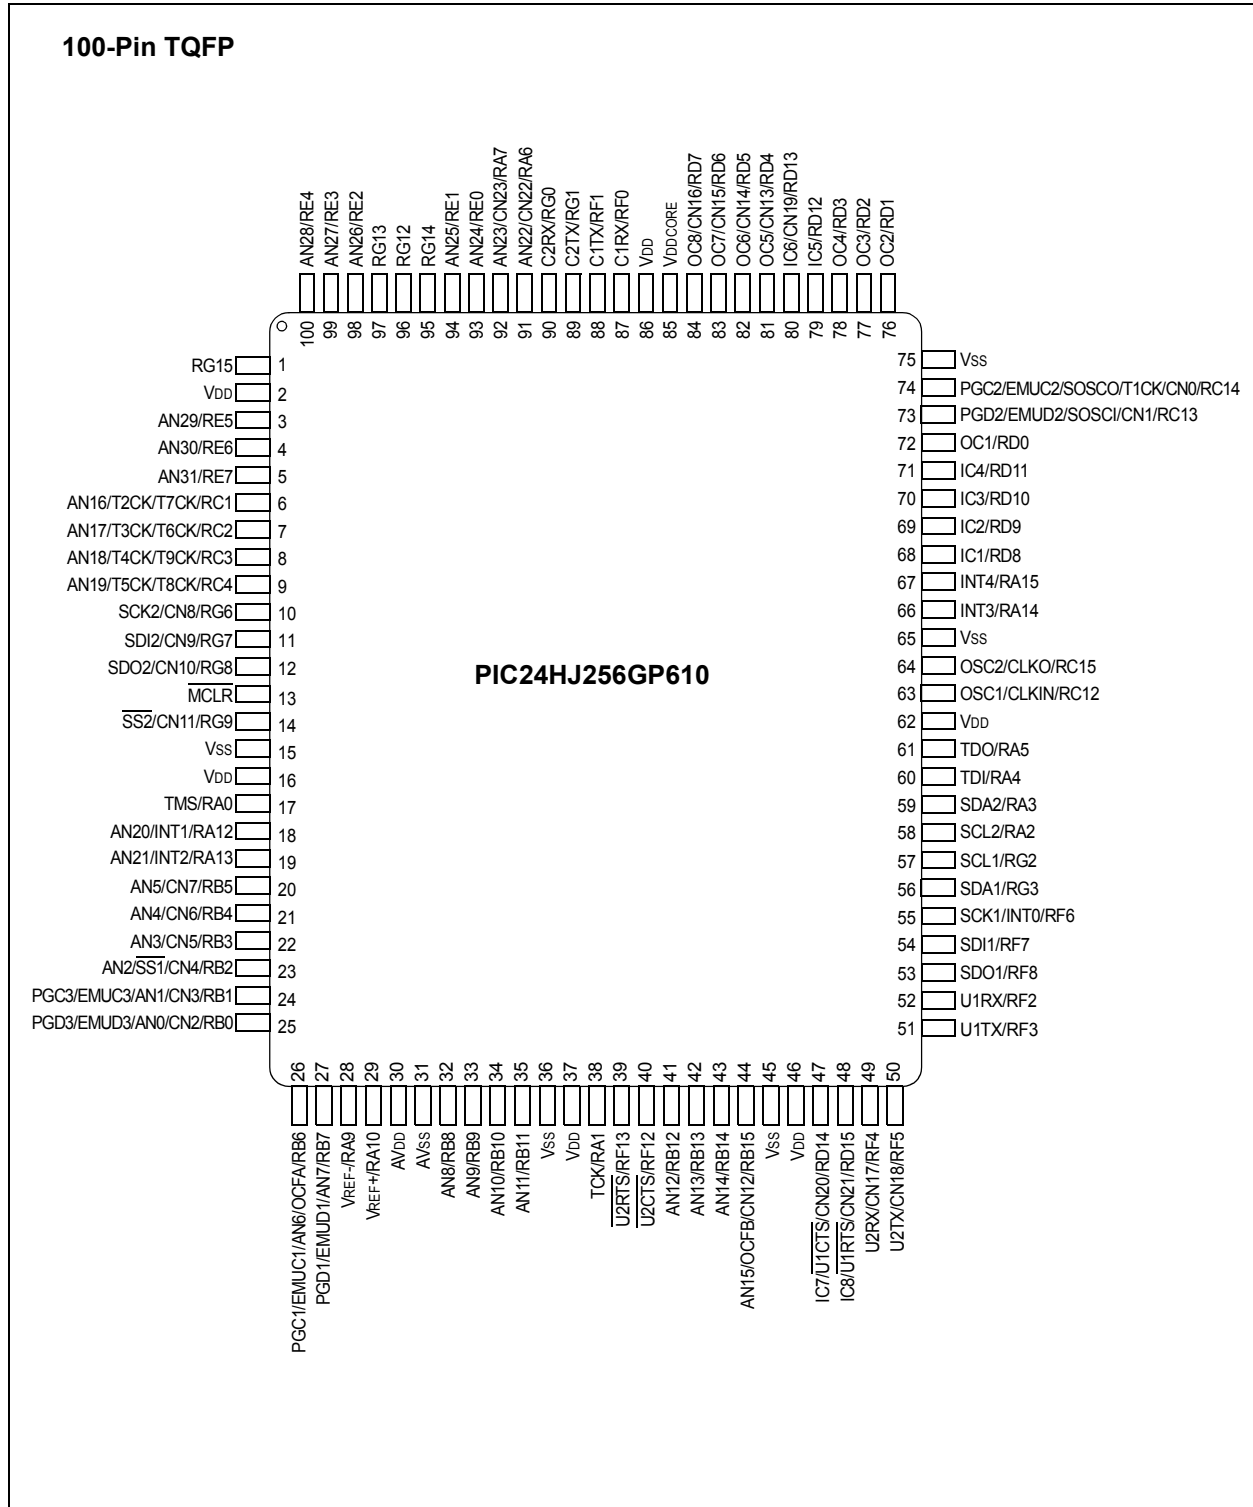 100-Pin TQFP
AN28/RE4
AN27/RE3
AN26/RE2
RG13
RG12
RG14
AN25/RE1
AN24/RE0
AN23/CN23/RA7
AN22/CN22/RA6
C2RX/RG0
C2TX/RG1
C1TX/RF1
C1RX/RF0
VDD
VDDCORE
OC8/CN16/RD7
OC7/CN15/RD6
OC6/CN14/RD5
OC5/CN13/RD4
IC6/CN19/RD13
IC5/RD12
OC4/RD3
OC3/RD2
OC2/RD1
100
99
98
97
96
95
94
93
92
91
90
89
88
87
86
85
84
83
82
81
80
79
78
77
76
RG15 1
VDD 2
AN29/RE5 3
AN30/RE6 4
AN31/RE7 5
AN16/T2CK/T7CK/RC1 6
AN17/T3CK/T6CK/RC2 7
AN18/T4CK/T9CK/RC3 8
AN19/T5CK/T8CK/RC4 9
SCK2/CN8/RG6 10
SDI2/CN9/RG7 11
SDO2/CN10/RG8 12
MCLR 13
SS2/CN11/RG9 14
VSS 15
VDD 16
TMS/RA0 17
AN20/INT1/RA12 18
AN21/INT2/RA13 19
AN5/CN7/RB5 20
AN4/CN6/RB4 21
AN3/CN5/RB3 22
AN2/SS1/CN4/RB2 23
PGC3/EMUC3/AN1/CN3/RB1 24
PGD3/EMUD3/AN0/CN2/RB0 25
PIC24HJ256GP610
75 VSS
74 PGC2/EMUC2/SOSCO/T1CK/CN0/RC14
73 PGD2/EMUD2/SOSCI/CN1/RC13
72 OC1/RD0
71 IC4/RD11
70 IC3/RD10
69 IC2/RD9
68 IC1/RD8
67 INT4/RA15
66 INT3/RA14
65 VSS
64 OSC2/CLKO/RC15
63 OSC1/CLKIN/RC12
62 VDD
61 TDO/RA5
60 TDI/RA4
59 SDA2/RA3
58 SCL2/RA2
57 SCL1/RG2
56 SDA1/RG3
55 SCK1/INT0/RF6
54 SDI1/RF7
53 SDO1/RF8
52 U1RX/RF2
51 U1TX/RF3
26
27
28
29
30
31
32
33
34
35
36
37
38
39
40
41
42
43
44
45
46
47
48
49
50
PGC1/EMUC1/AN6/OCFA/RB6
PGD1/EMUD1/AN7/RB7
VREF-/RA9
VREF+/RA10
AVDD
AVSS
AN8/RB8
AN9/RB9
AN10/RB10
AN11/RB11
VSS
VDD
TCK/RA1
U2RTS/RF13
U2CTS/RF12
AN12/RB12
AN13/RB13
AN14/RB14
AN15/OCFB/CN12/RB15
VSS
VDD
IC7/U1CTS/CN20/RD14
IC8/U1RTS/CN21/RD15
U2RX/CN17/RF4
U2TX/CN18/RF5